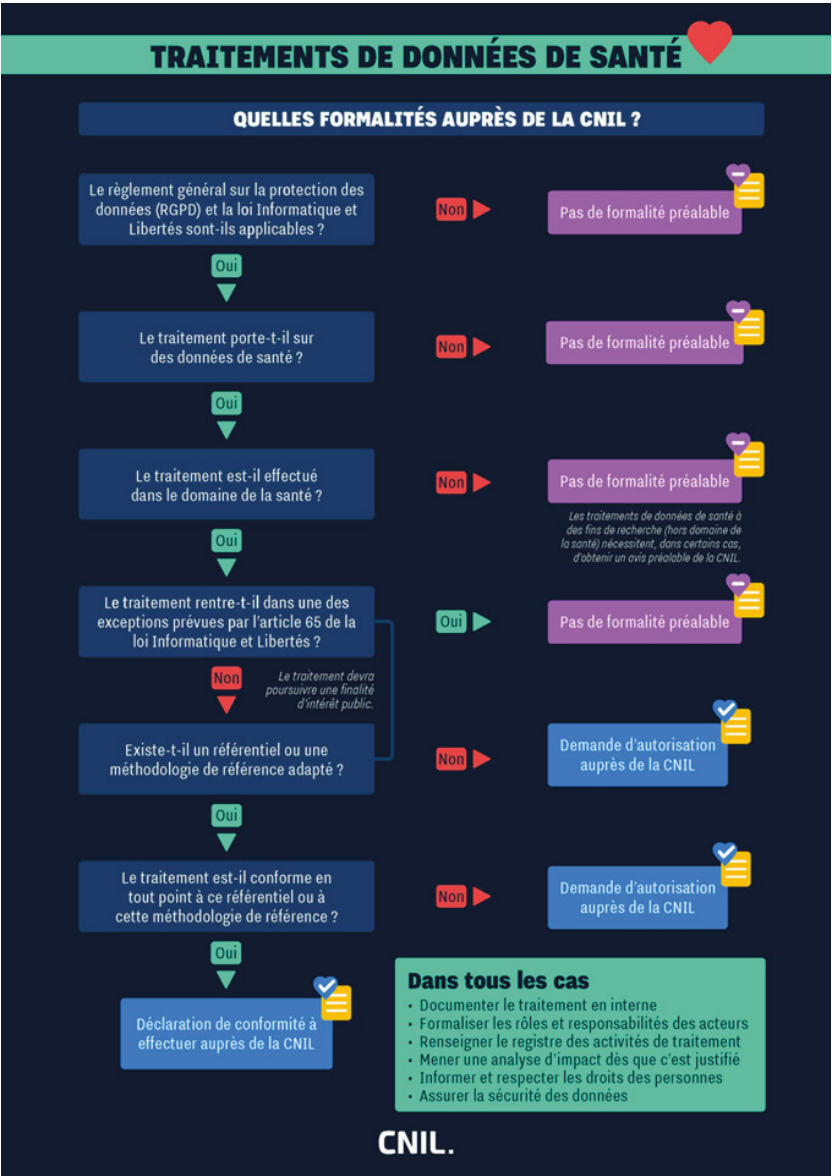 TRAITEMENTS DE DONNÉES DE SANTÉ
QUELLES FORMALITÉS AUPRÈS DE LA CNIL ?
Le règlement général sur la protection des
données (RGPD) et la loi Informatique et
Libertés sont-ils applicables ?
Non
Pas de formalité préalable
Oui
Le traitement porte-t-il sur
des données de santé ?
Non
Pas de formalité préalable
Oui
Le traitement est-il effectué
dans le domaine de la santé ?
Non
Pas de formalité préalable
Les traitements de données de santé à
des fins de recherche (hors domaine de
la santé) nécessitent, dans certains cas,
d'obtenir un avis préalable de la CNIL.
Oui
Le traitement rentre-t-il dans une des
exceptions prévues par l'article 65 de la
loi Informatique et Libertés ?
Oui
Pas de formalité préalable
Non
Le traitement devra
poursuivre une finalité
d'intérêt public.
Existe-t-il un référentiel ou une
méthodologie de référence adapté ?
Non
Demande d'autorisation
auprès de la CNIL
Oui
Le traitement est-il conforme en
tout point à ce référentiel ou à
cette méthodologie de référence ?
Non
Demande d'autorisation
auprès de la CNIL
Oui
Déclaration de conformité à
effectuer auprès de la CNIL
Dans tous les cas
• Documenter le traitement en interne
• Formaliser les rôles et responsabilités des acteurs
• Renseigner le registre des activités de traitement
• Mener une analyse d'impact dès que c'est justifié
• Informer et respecter les droits des personnes
• Assurer la sécurité des données
CNIL.